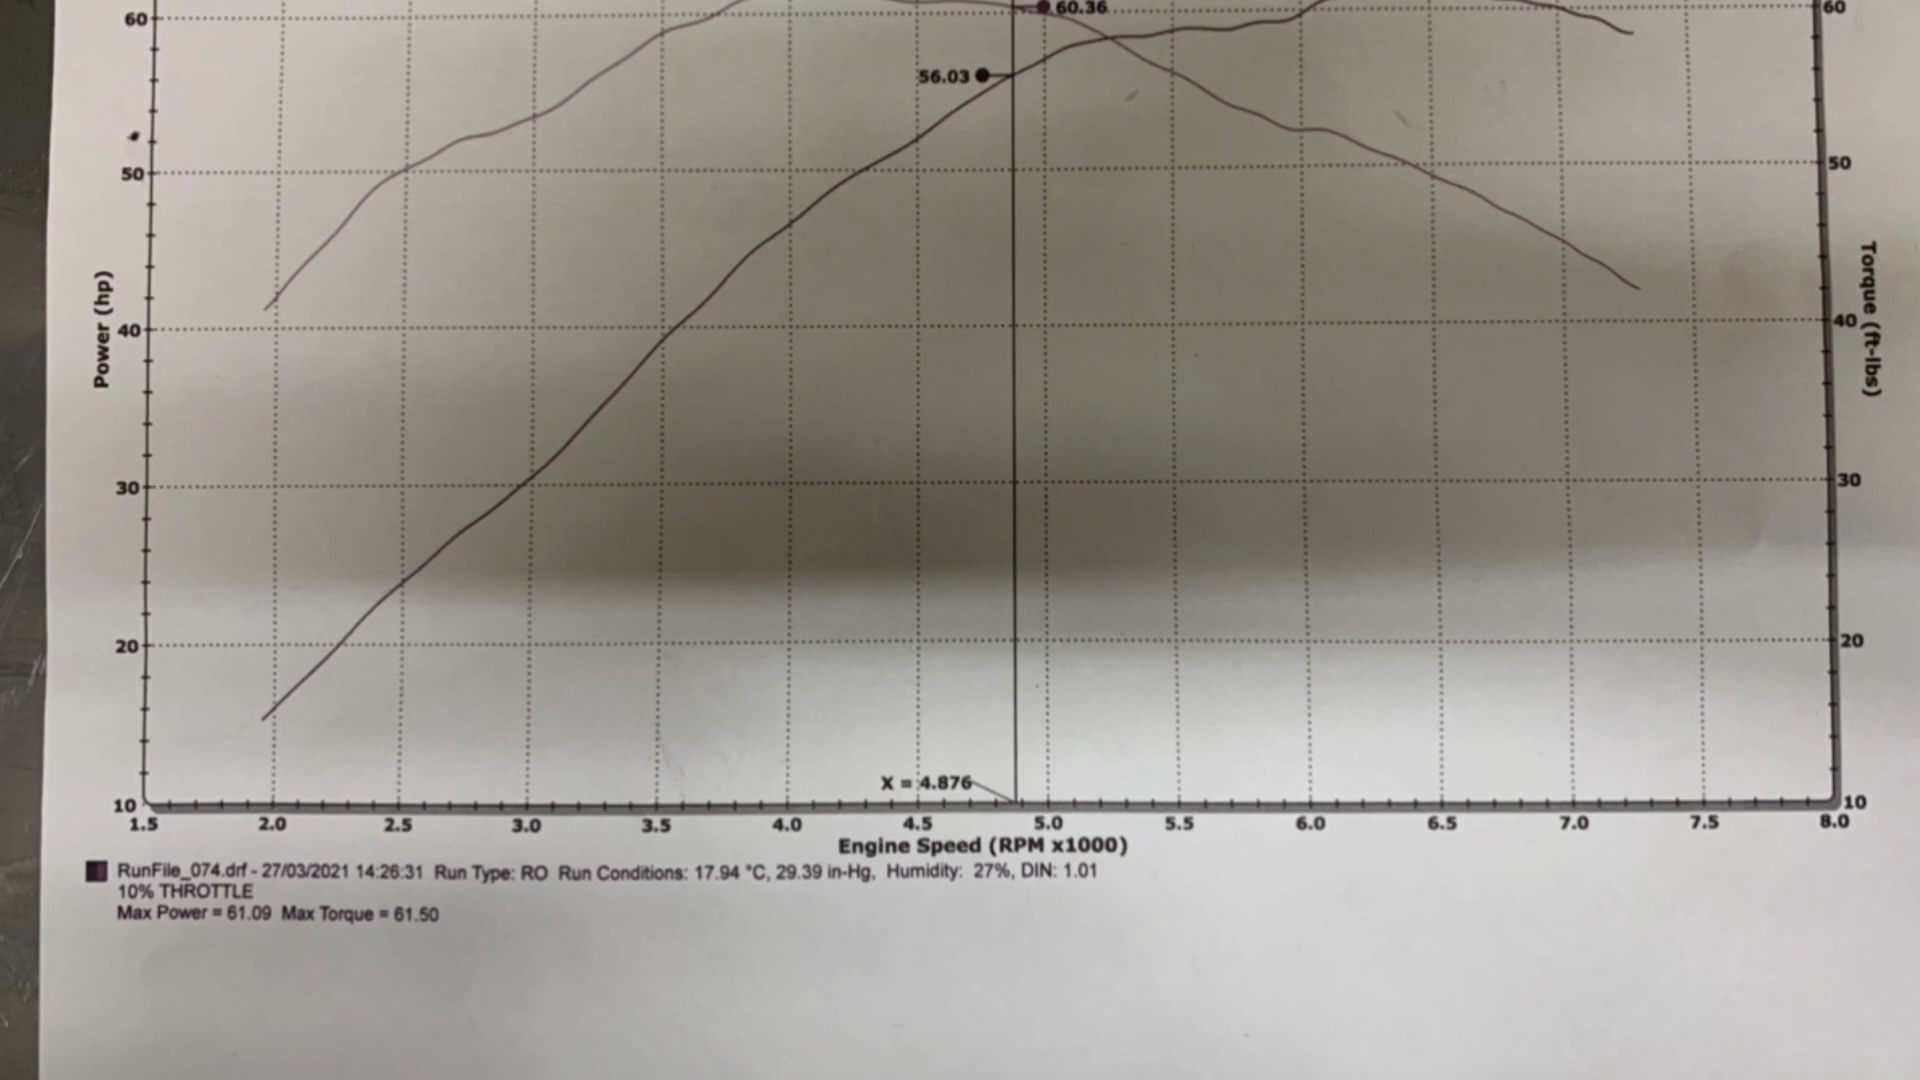 60 60.36 60
56.03
50 50
Power (hp)
Torque (ft-lbs)
40 40
30 30
20 20
X = 4.876
10 10
1.5 2.0 2.5 3.0 3.5 4.0 4.5 5.0 5.5 6.0 6.5 7.0 7.5 8.0
Engine Speed (RPM x1000)
RunFile_074.drf - 27/03/2021 14:26:31 Run Type: RO Run Conditions: 17.94 °C, 29.39 in-Hg, Humidity: 27%, DIN: 1.01
10% THROTTLE
Max Power = 61.09 Max Torque = 61.50